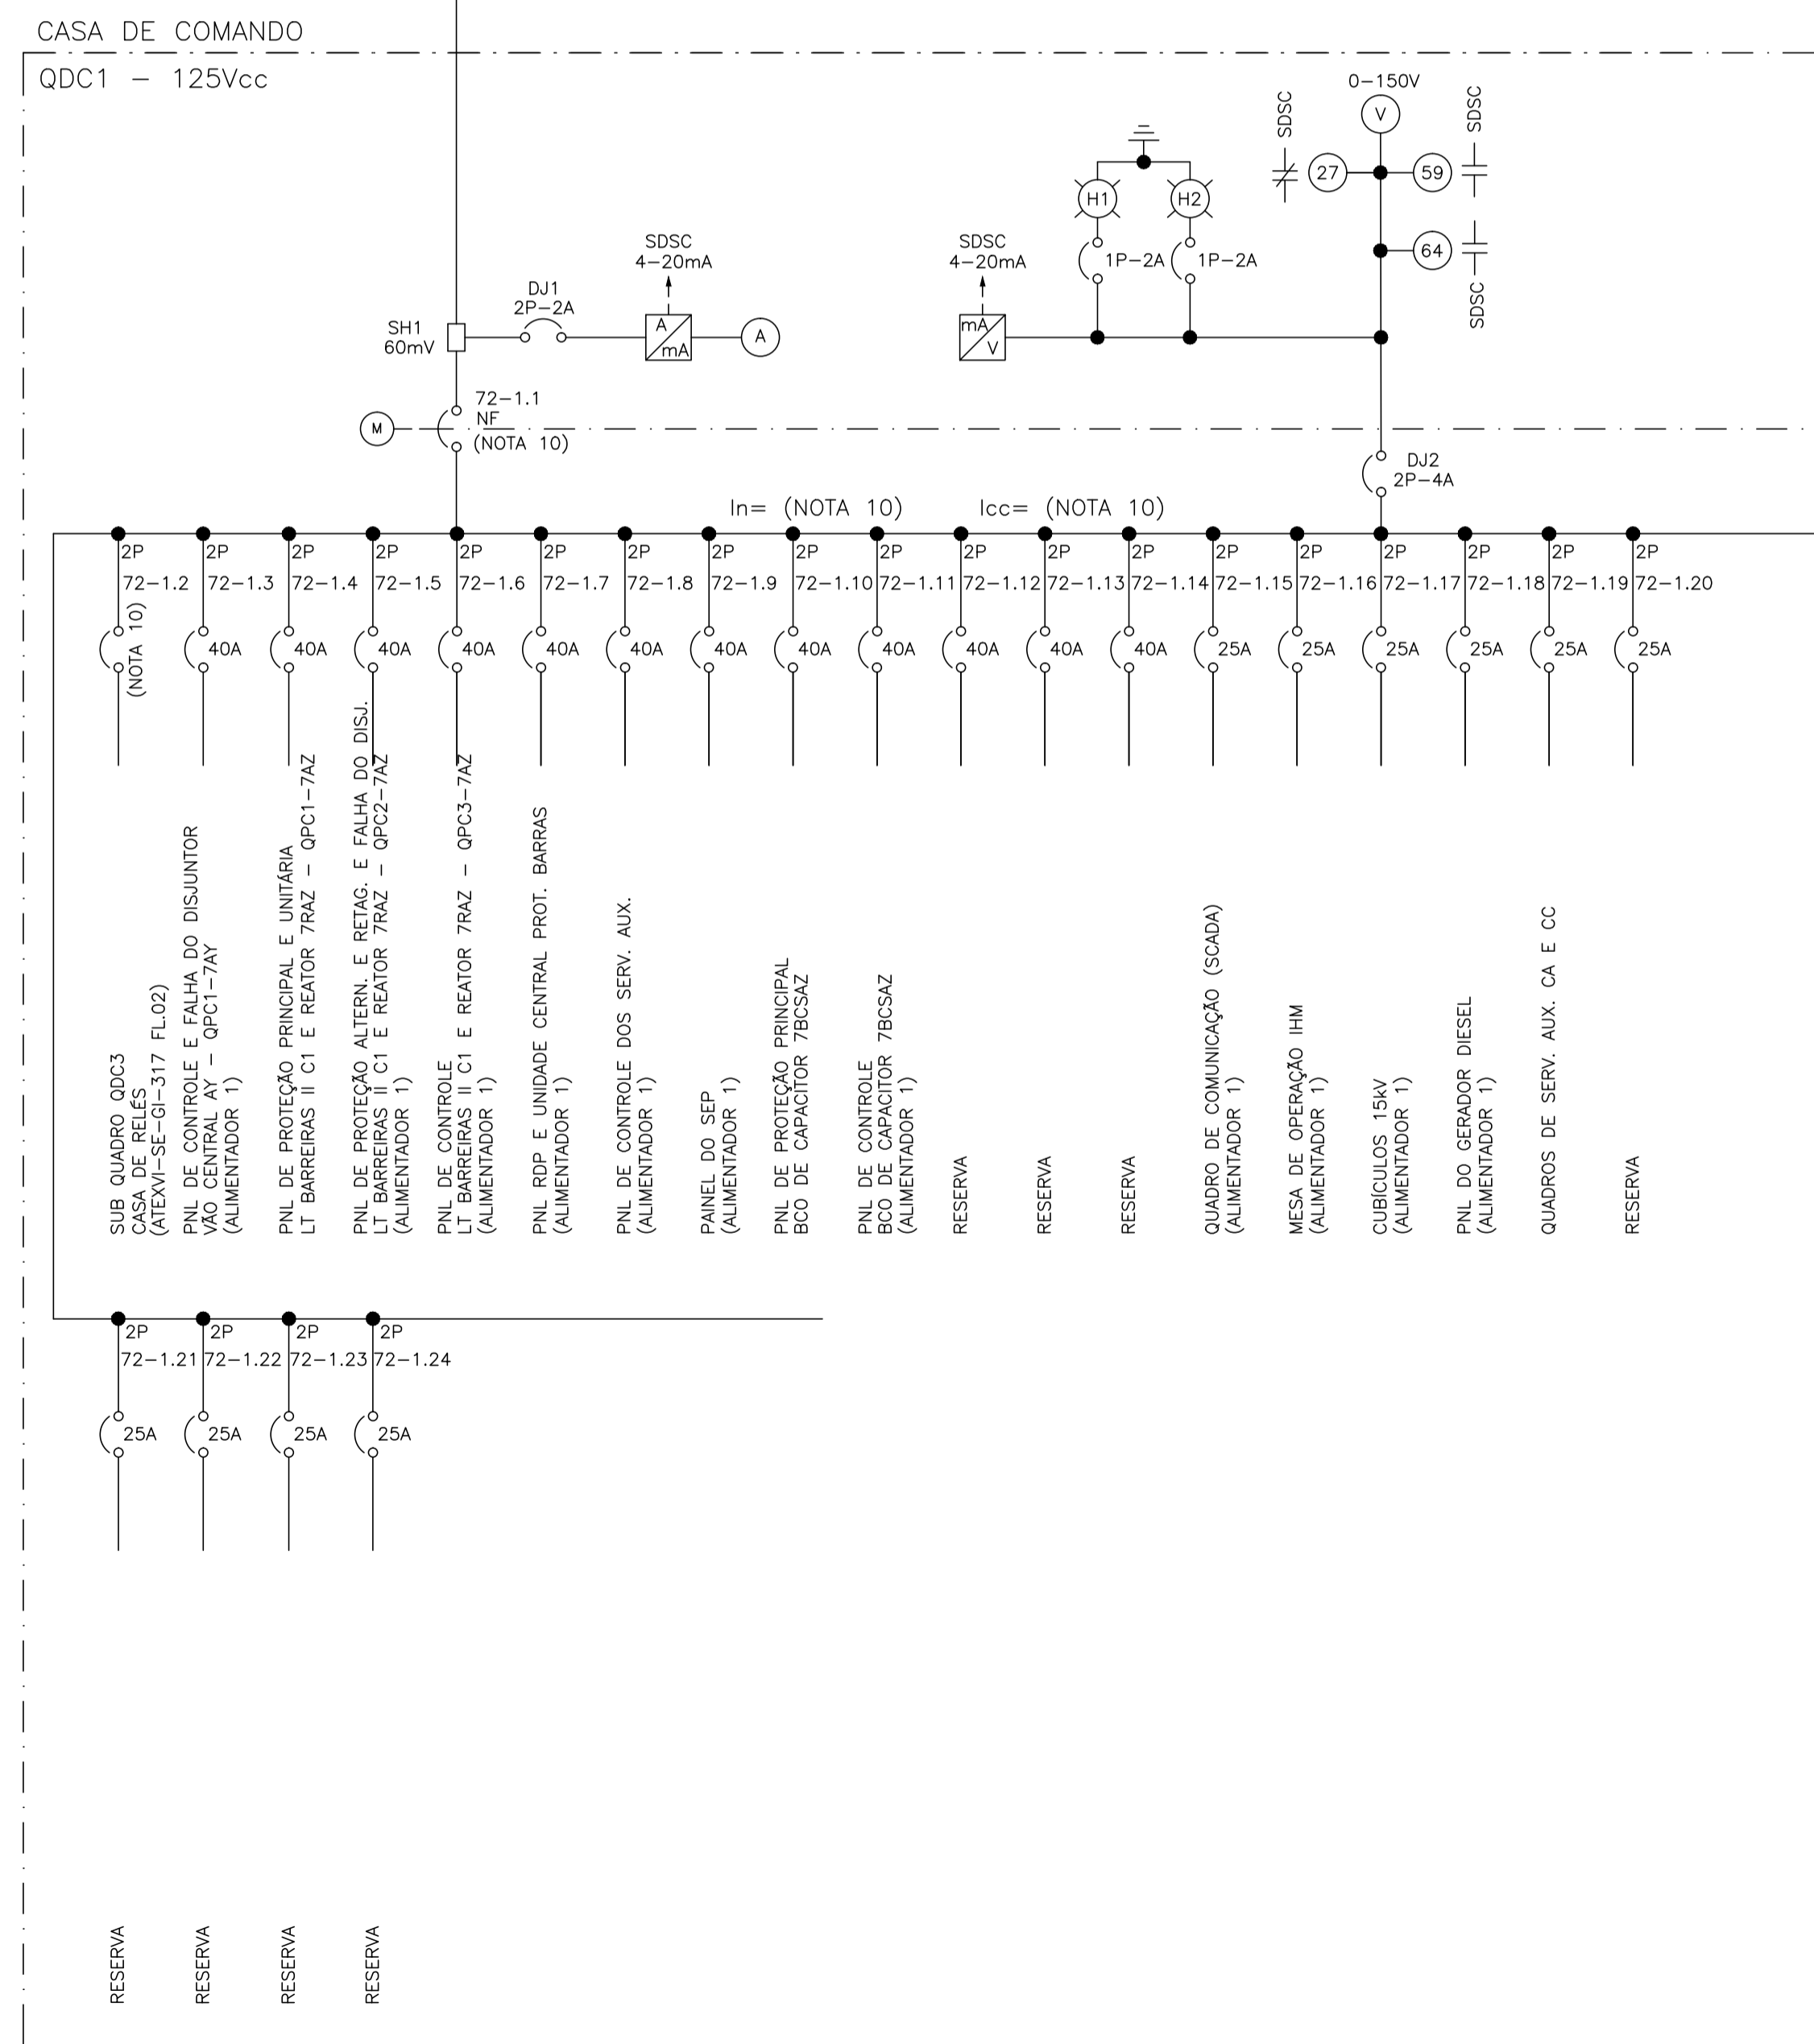 CASA DE COMANDO
QDC1 - 125Vcc
0-150V
V
SDSC
SDSC
27
59
H1
H2
64
SDSC
SDSC
4-20mA
SDSC
4-20mA
1P-2A
1P-2A
DJ1
2P-2A
SH1
60mV
A
mA
A
mA
V
72-1.1
NF
(NOTA 10)
M
DJ2
2P-4A
In= (NOTA 10)
Icc= (NOTA 10)
2P 2P 2P 2P 2P 2P 2P 2P 2P 2P 2P 2P 2P 2P 2P 2P 2P 2P 2P
72-1.2 72-1.3 72-1.4 72-1.5 72-1.6 72-1.7 72-1.8 72-1.9 72-1.10 72-1.11 72-1.12 72-1.13 72-1.14 72-1.15 72-1.16 72-1.17 72-1.18 72-1.19 72-1.20
(NOTA 10)
40A 40A 40A 40A 40A 40A 40A 40A 40A 40A 40A 40A 25A 25A 25A 25A 25A 25A
SUB QUADRO QDC3
CASA DE RELÉS
(ATEXVI-SE-GI-317 FL.02)
PNL DE CONTROLE E FALHA DO DISJUNTOR
VÃO CENTRAL AY - QPC1-7AY
(ALIMENTADOR 1)
PNL DE PROTEÇÃO PRINCIPAL E UNITÁRIA
LT BARREIRAS II C1 E REATOR 7RAZ - QPC1-7AZ
PNL DE PROTEÇÃO ALTERN. E RETAG. E FALHA DO DISJ.
LT BARREIRAS II C1 E REATOR 7RAZ - QPC2-7AZ
(ALIMENTADOR 1)
PNL DE CONTROLE
LT BARREIRAS II C1 E REATOR 7RAZ - QPC3-7AZ
(ALIMENTADOR 1)
PNL RDP E UNIDADE CENTRAL PROT. BARRAS
(ALIMENTADOR 1)
PNL DE CONTROLE DOS SERV. AUX.
(ALIMENTADOR 1)
PAINEL DO SEP
(ALIMENTADOR 1)
PNL DE PROTEÇÃO PRINCIPAL
BCO DE CAPACITOR 7BCSAZ
PNL DE CONTROLE
BCO DE CAPACITOR 7BCSAZ
(ALIMENTADOR 1)
RESERVA
RESERVA
RESERVA
QUADRO DE COMUNICAÇÃO (SCADA)
(ALIMENTADOR 1)
MESA DE OPERAÇÃO IHM
(ALIMENTADOR 1)
CUBÍCULOS 15kV
(ALIMENTADOR 1)
PNL DO GERADOR DIESEL
(ALIMENTADOR 1)
QUADROS DE SERV. AUX. CA E CC
RESERVA
2P 2P 2P 2P
72-1.21 72-1.22 72-1.23 72-1.24
25A 25A 25A 25A
RESERVA
RESERVA
RESERVA
RESERVA